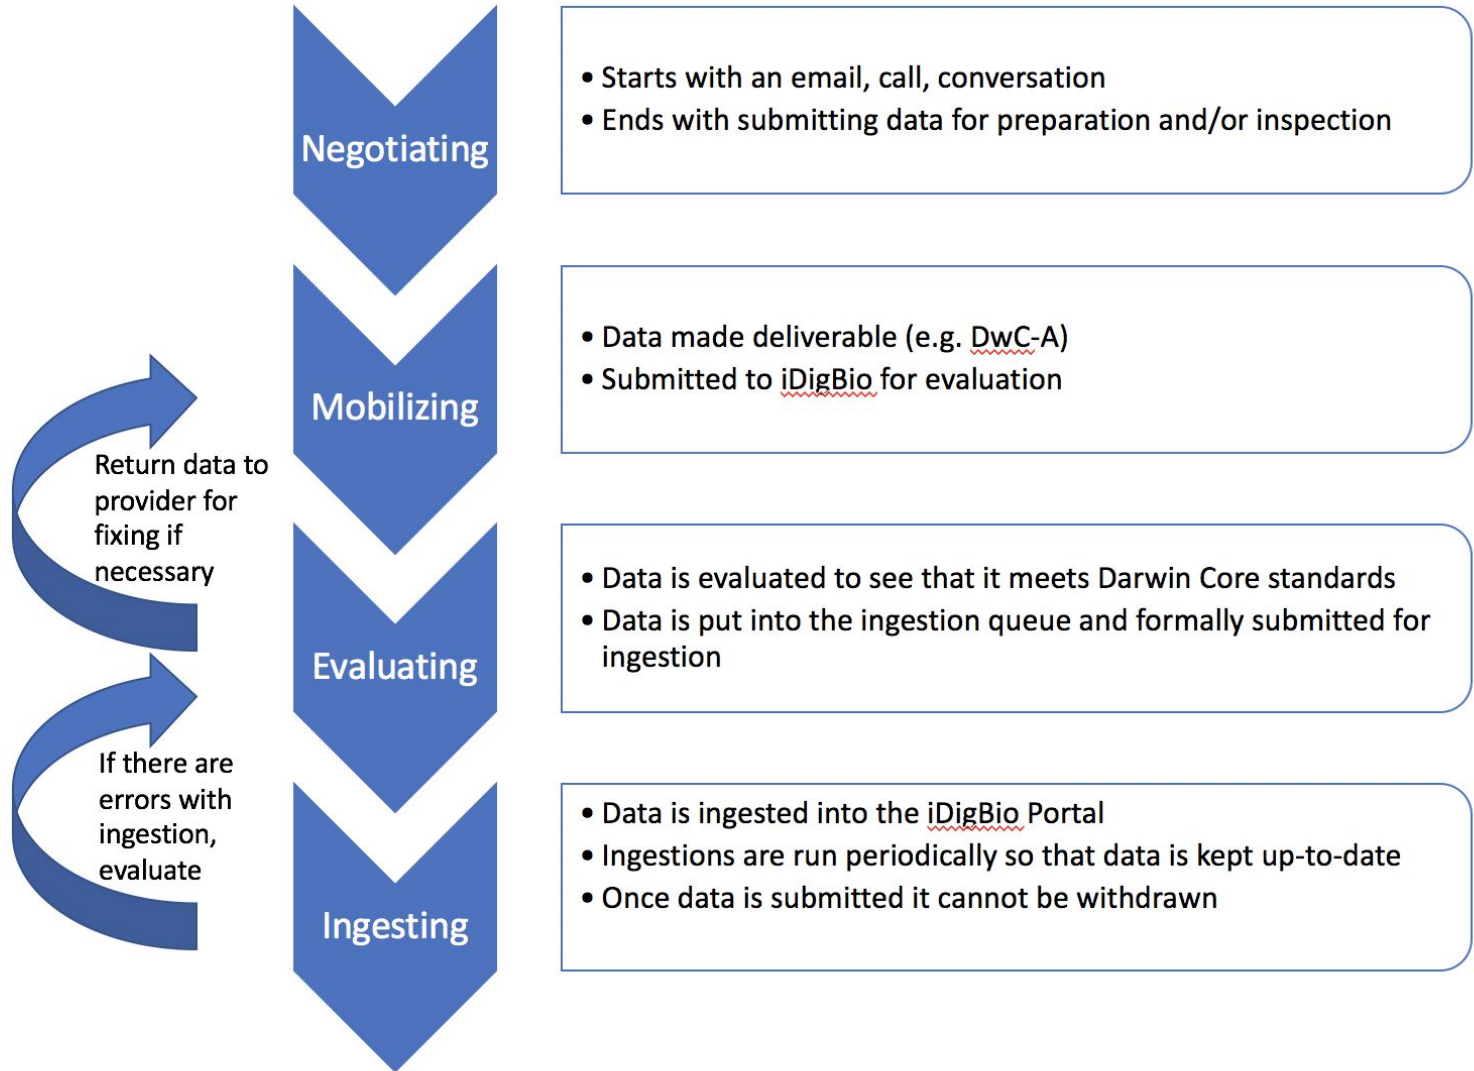 Negotiating
• Starts with an email, call, conversation
• Ends with submitting data for preparation and/or inspection
Mobilizing
• Data made deliverable (e.g. DwC-A)
• Submitted to iDigBio for evaluation
Return data to
provider for
fixing if
necessary
Evaluating
• Data is evaluated to see that it meets Darwin Core standards
• Data is put into the ingestion queue and formally submitted for
ingestion
If there are
errors with
ingestion,
evaluate
Ingesting
• Data is ingested into the iDigBio Portal
• Ingestions are run periodically so that data is kept up-to-date
• Once data is submitted it cannot be withdrawn